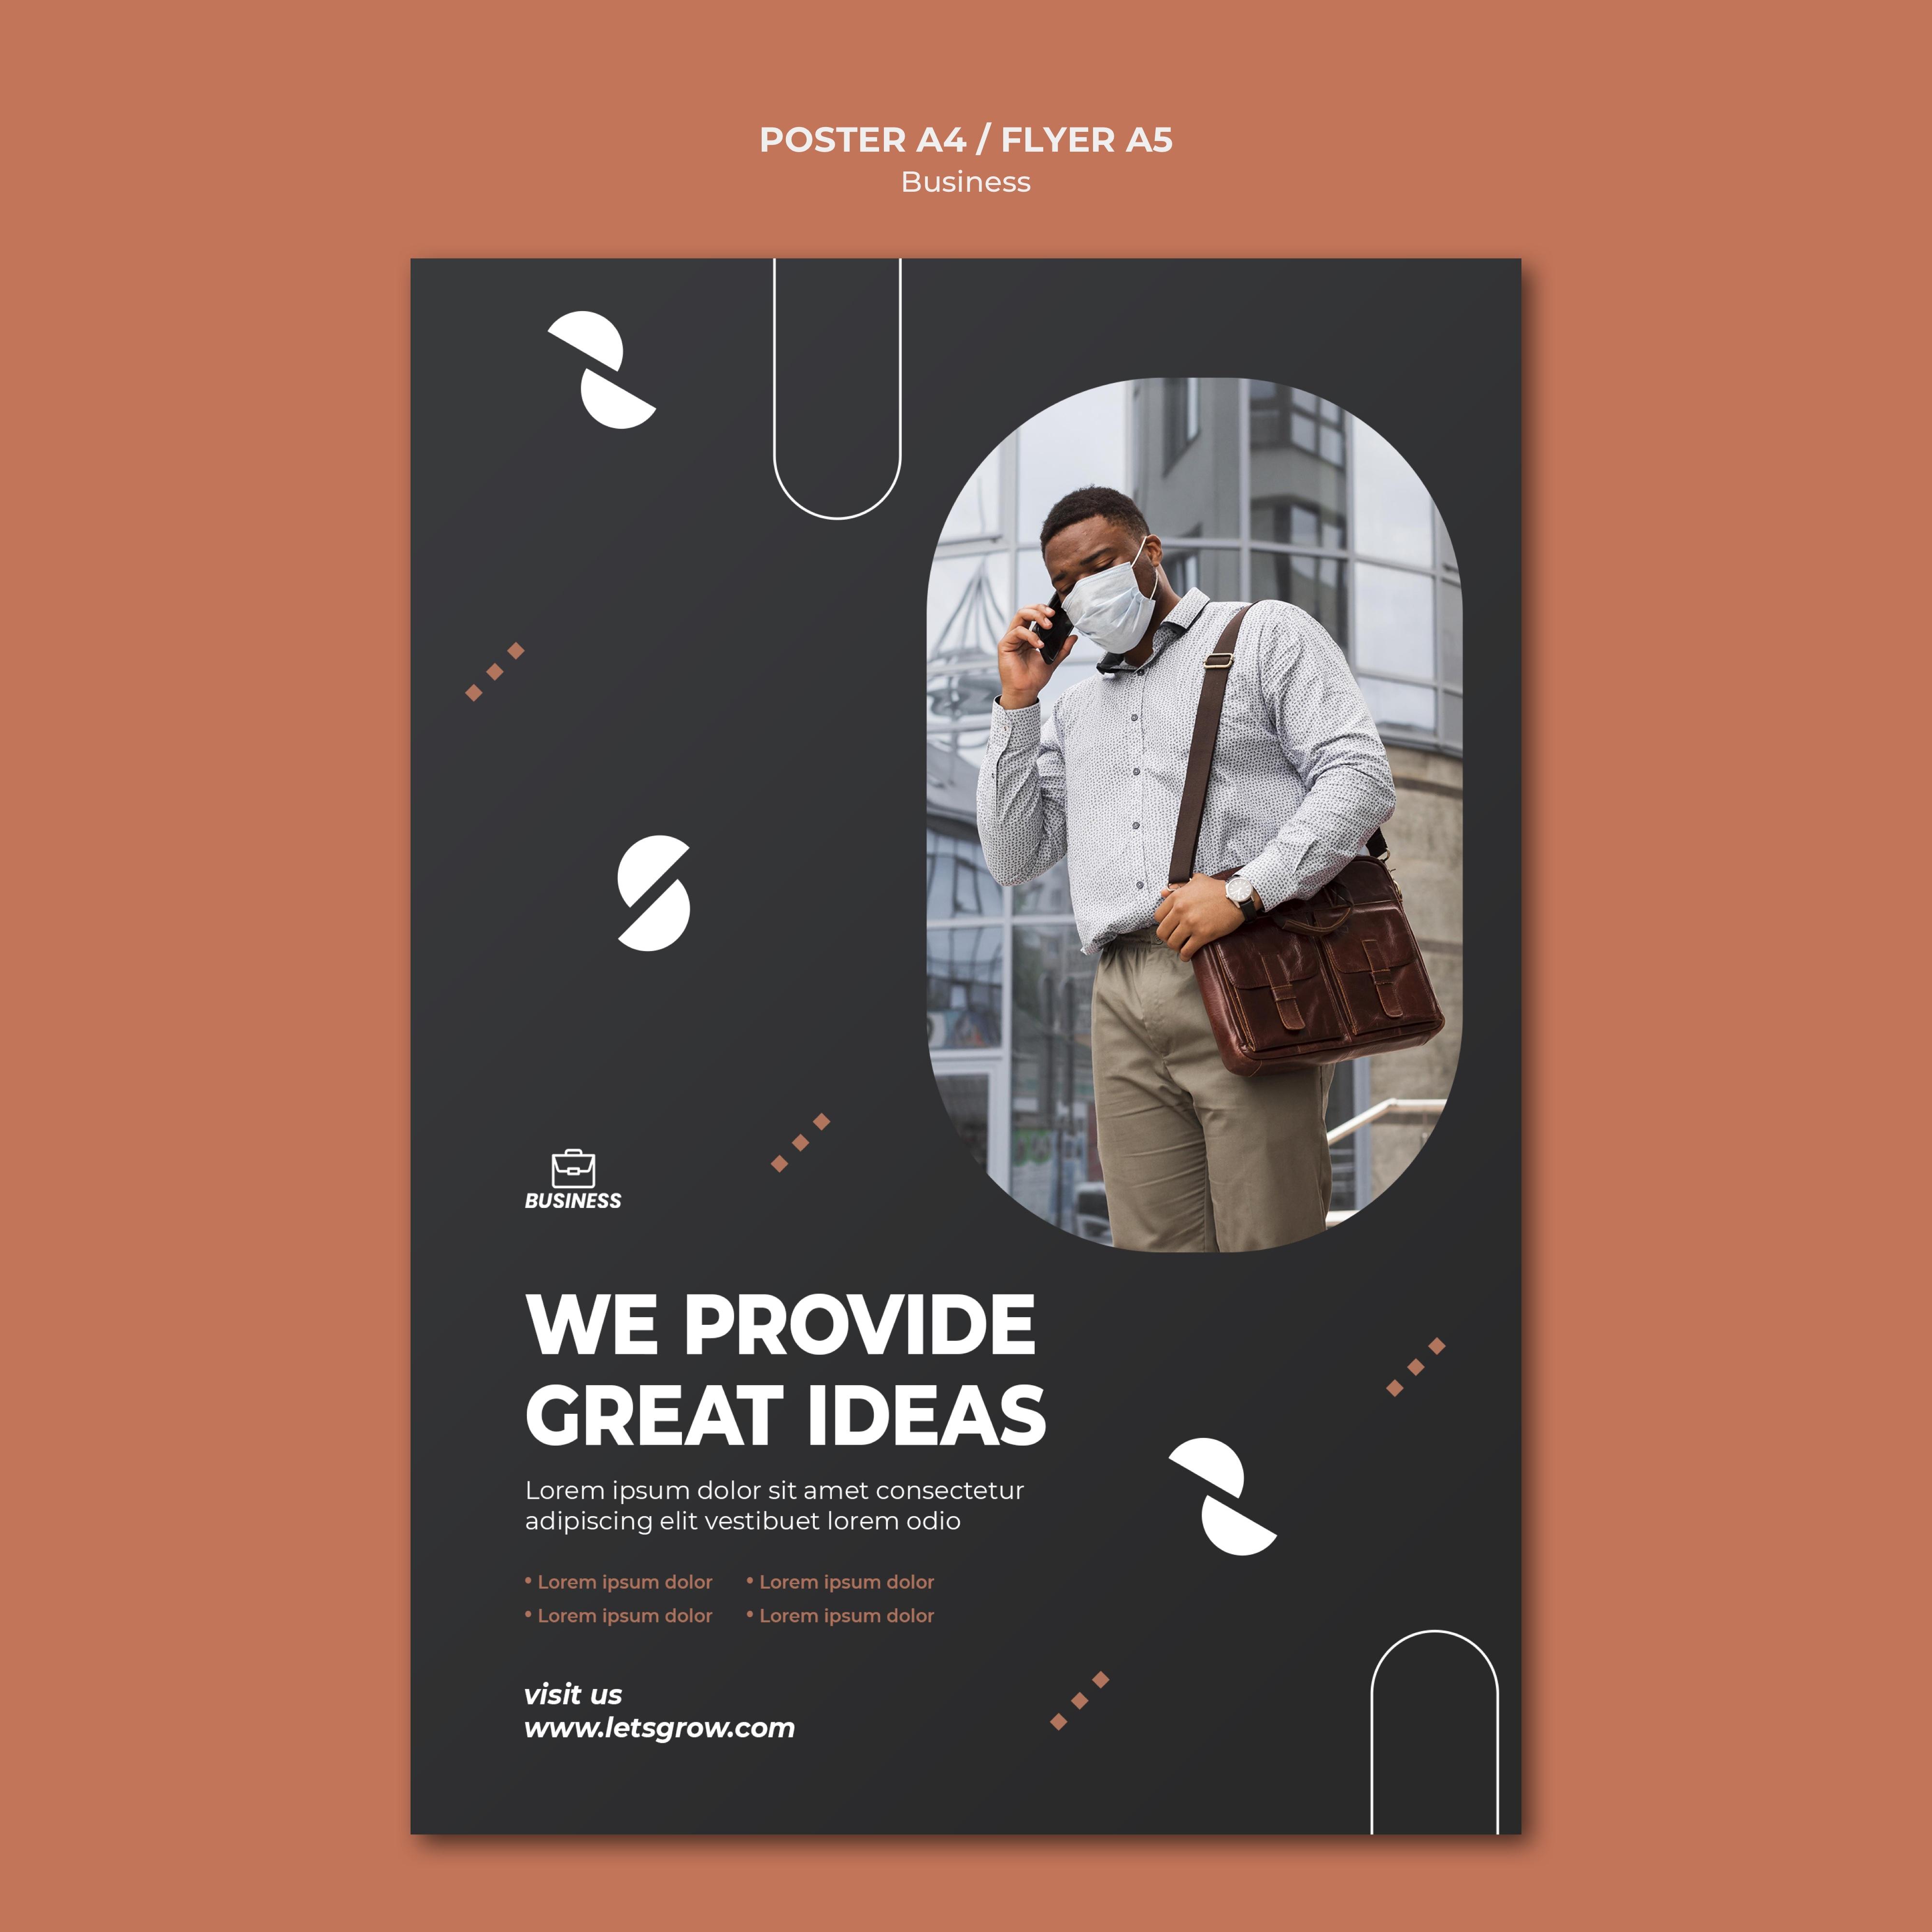 POSTER A4 / FLYER A5
Business
BUSINESS
WE PROVIDE
GREAT IDEAS
Lorem ipsum dolor sit amet consectetur
adipiscing elit vestibuet lorem odio
• Lorem ipsum dolor • Lorem ipsum dolor
• Lorem ipsum dolor • Lorem ipsum dolor
visit us
www.letsgrow.com